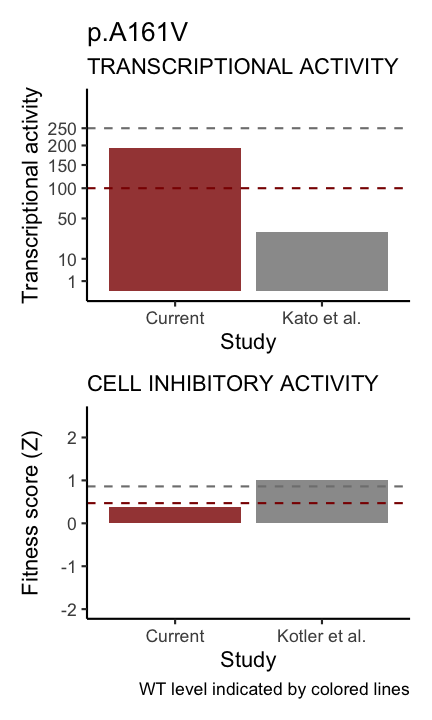 p.A161V
TRANSCRIPTIONAL ACTIVITY
Transcriptional activity
250
200
150
100
50
10
1
Current
Kato et al.
Study
CELL INHIBITORY ACTIVITY
Fitness score (Z)
2
1
0
-1
-2
Current
Kotler et al.
Study
WT level indicated by colored lines